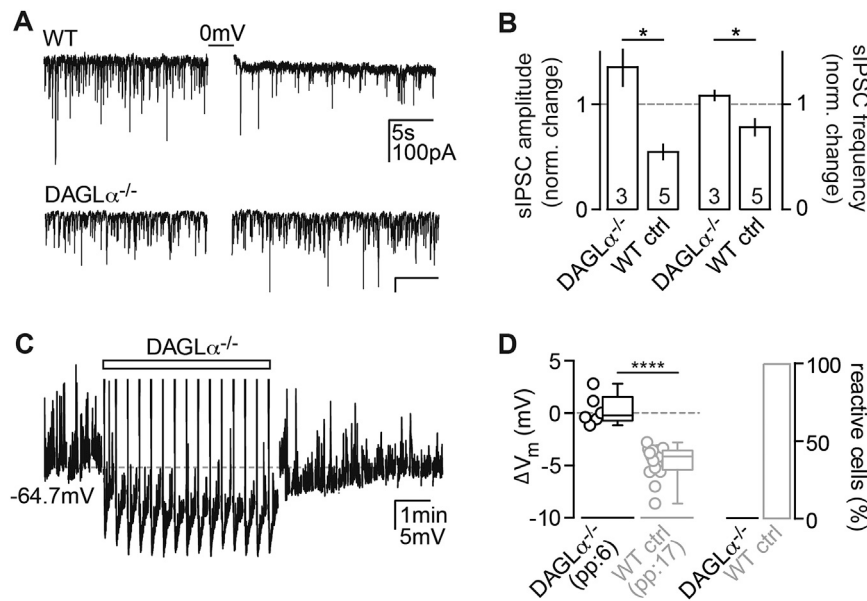 A
WT
0mV
5s
100pA
DAGLα-/-
B
sIPSC amplitude
(norm. change)
1
0
*
*
3
5
3
5
1
0
sIPSC frequency
(norm. change)
DAGLα-/-
WT ctrl
DAGLα-/-
WT ctrl
C
DAGLα-/-
-64.7mV
1min
5mV
D
ΔVm (mV)
5
0
-5
-10
****
100
50
0
reactive cells
(%)
DAGLα-/-
(pp:6)
WT ctrl
(pp:17)
DAGLα-/-
WT ctrl